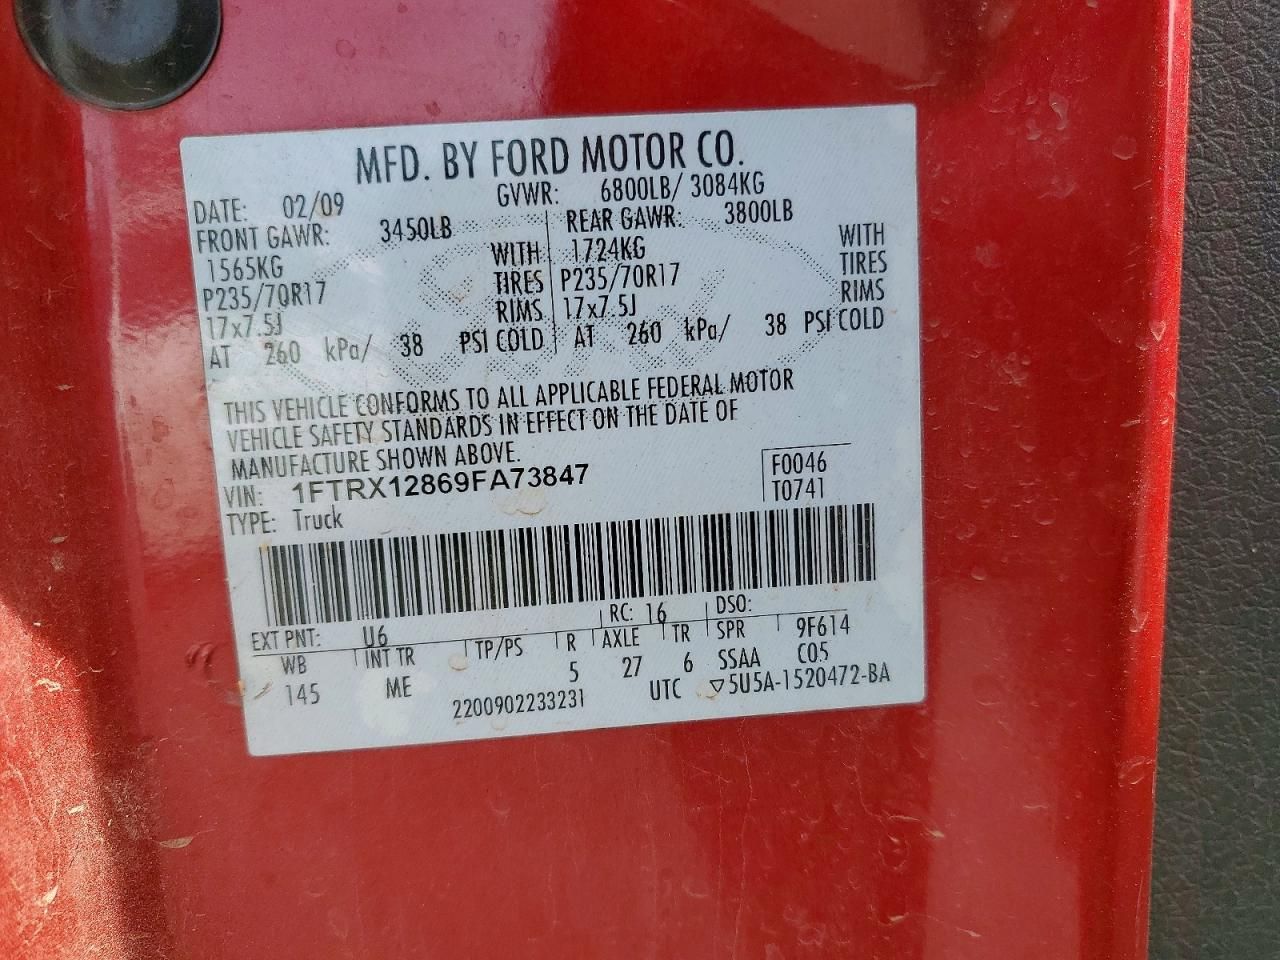 MFD. BY FORD MOTOR CO.
DATE: 02/09 GVWR: 6800LB/ 3084KG
FRONT GAWR: 3450LB REAR GAWR: 3800LB
1565KG WITH 1724KG WITH
P235/70R17 TIRES P235/70R17 TIRES
17x7.5J RIMS 17x7.5J RIMS
AT 260 kPa/ 38 PSI COLD AT 260 kPa/ 38 PSI COLD
THIS VEHICLE CONFORMS TO ALL APPLICABLE FEDERAL MOTOR
VEHICLE SAFETY STANDARDS IN EFFECT ON THE DATE OF
MANUFACTURE SHOWN ABOVE.
VIN: 1FTRX12869FA73847 F0046
TYPE: Truck T0741
EXT PNT: U6 RC: 16 DSO:
WB INT TR TP/PS R AXLE TR SPR 9F614
145 ME 5 27 6 SSAA C05
2200902233231 UTC ▽5U5A-1520472-BA